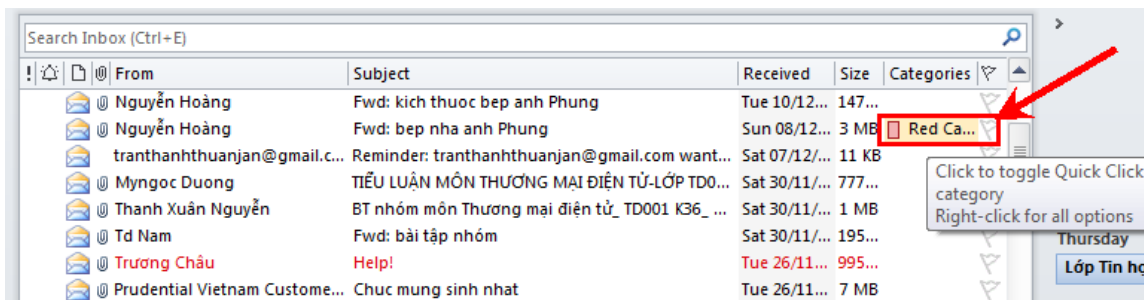 Search Inbox (Ctrl+E)
! From Subject Received Size Categories
Nguyễn Hoàng Fwd: kich thuoc bep anh Phung Tue 10/12... 147...
Nguyễn Hoàng Fwd: bep nha anh Phung Sun 08/12... 3 MB Red Ca...
tranthanhthuanjan@gmail.c... Reminder: tranthanhthuanjan@gmail.com want... Sat 07/12/... 11 KB
Myngoc Duong TIỂU LUẬN MÔN THƯƠNG MẠI ĐIỆN TỬ-LỚP TD0... Sat 30/11/... 777...
Thanh Xuân Nguyễn BT nhóm môn Thương mại điện tử_ TD001 K36_ ... Sat 30/11/... 1 MB
Td Nam Fwd: bài tập nhóm Sat 30/11/... 195...
Trương Châu Help! Tue 26/11... 995...
Prudential Vietnam Custome... Chuc mung sinh nhat Tue 26/11... 7 MB
Click to toggle Quick Click
category
Right-click for all options
Thursday
Lớp Tin họ